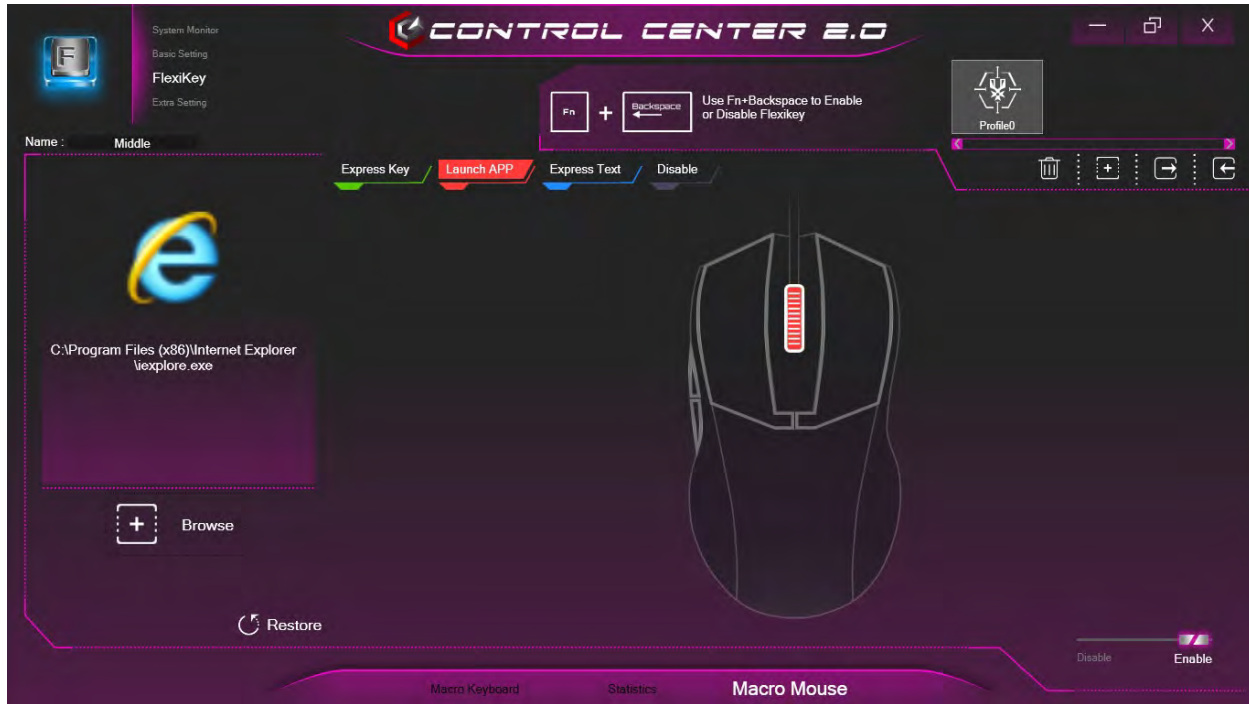 F
System Monitor
Basic Setting
FlexiKey
Extra Setting
CONTROL CENTER 2.0
X
Fn + Backspace
Use Fn+Backspace to Enable
or Disable Flexikey
Profile0
Name : Middle
Express Key Launch APP Express Text Disable
C:\Program Files (x86)\Internet Explorer
\iexplore.exe
Browse
Restore
Disable Enable
Macro Keyboard Statistics Macro Mouse